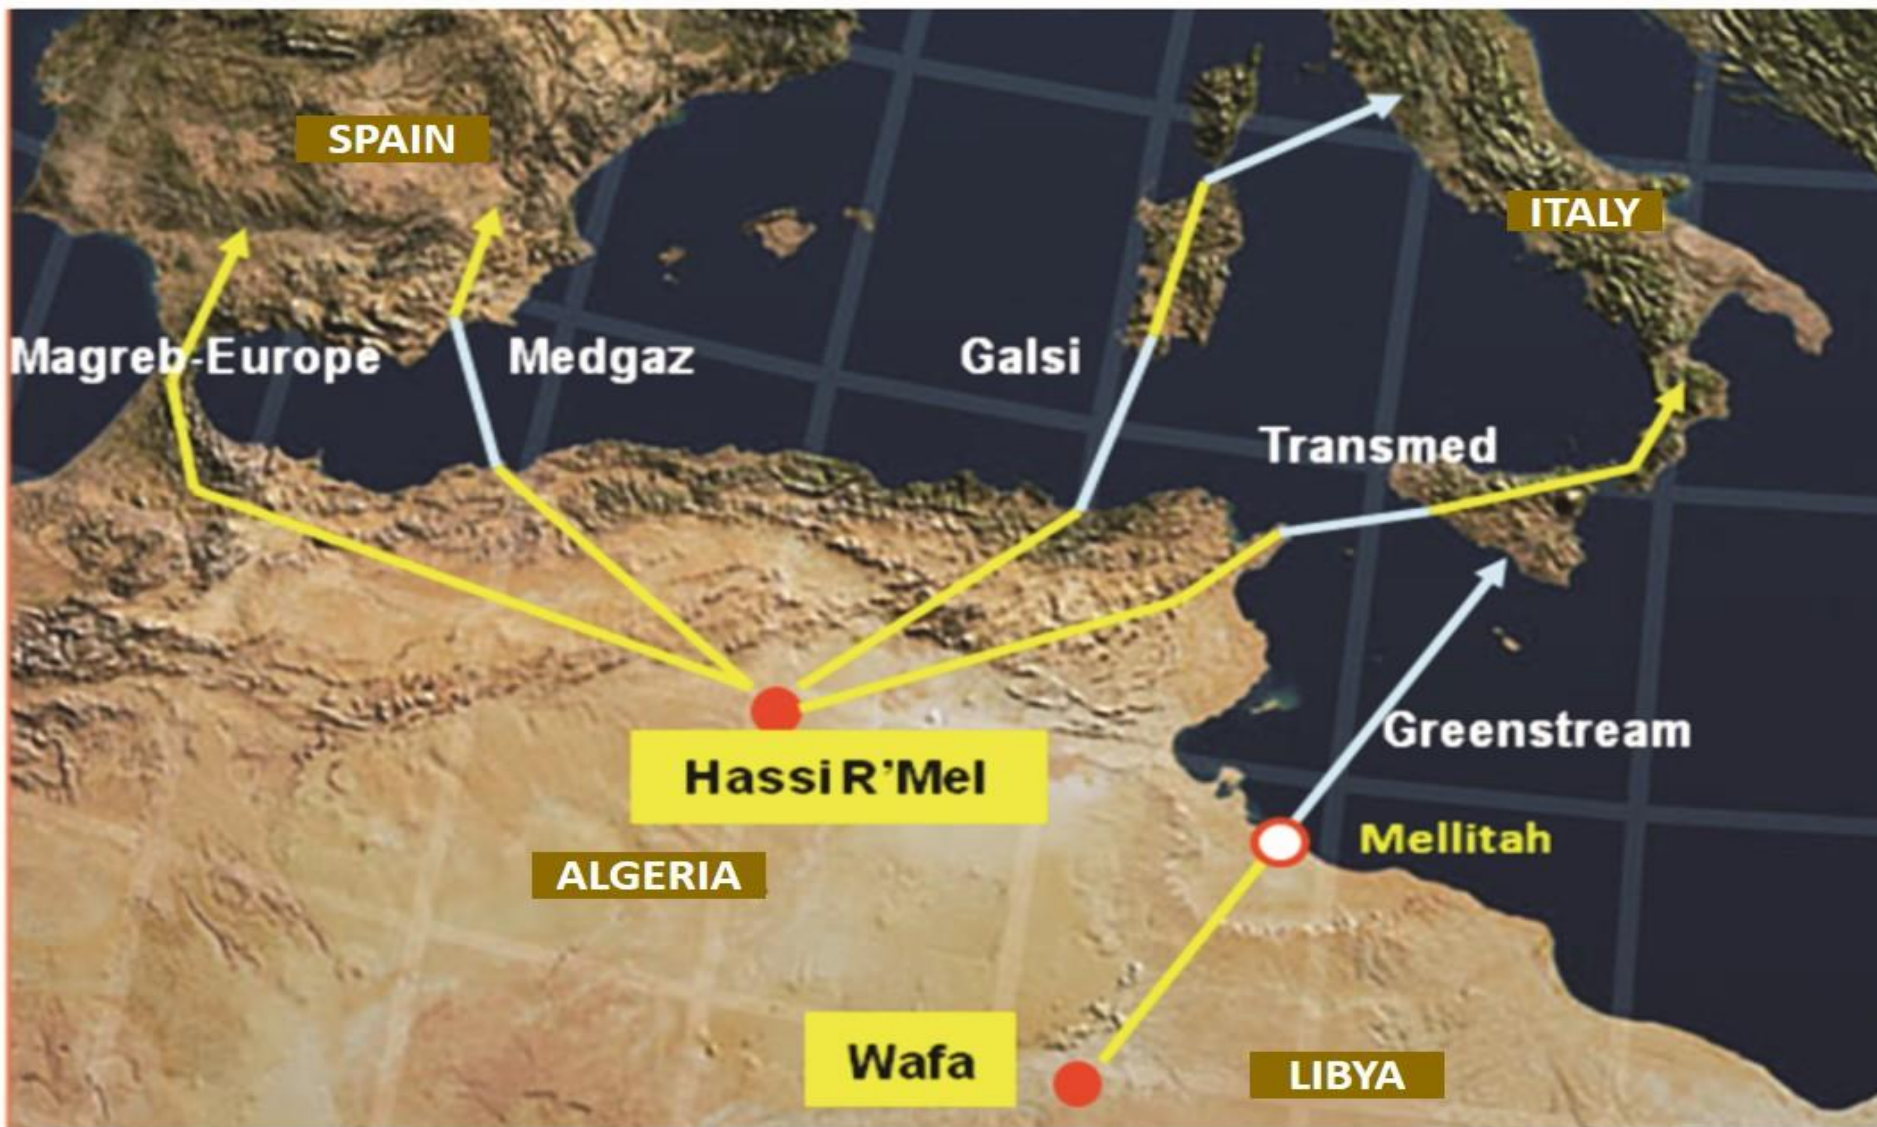 SPAIN
ITALY
Magreb-Europe
Medgaz
Galsi
Transmed
Greenstream
Hassi R'Mel
Mellitah
ALGERIA
Wafa
LIBYA